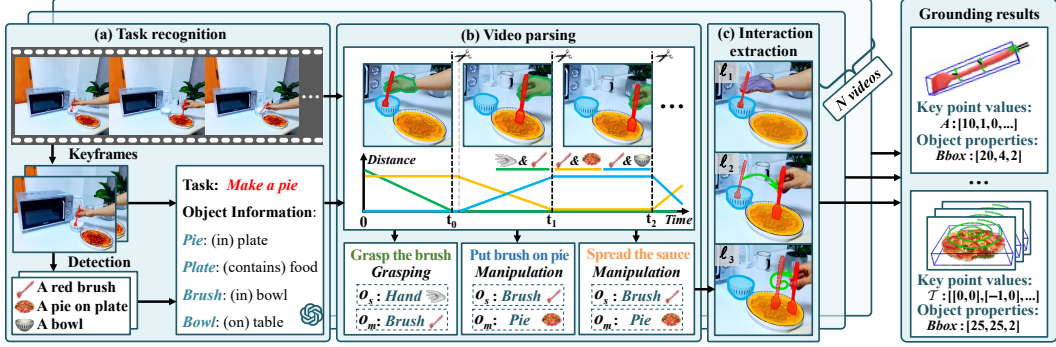 (a) Task recognition
Keyframes
Detection
A red brush
A pie on plate
A bowl
Task: Make a pie
Object Information:
Pie: (in) plate
Plate: (contains) food
Brush: (in) bowl
Bowl: (on) table
(b) Video parsing
...
Distance
& & &
0 t₀ t₁ t₂ Time
Grasp the brush
Grasping
Oₛ: Hand
Oₘ: Brush
Put brush on pie
Manipulation
Oₛ: Brush
Oₘ: Pie
Spread the sauce
Manipulation
Oₛ: Brush
Oₘ: Pie
(c) Interaction
extraction
ℓ₁
ℓ₂
ℓ₃
N videos
Grounding results
Key point values:
A:[10,1,0,...]
Object properties:
Bbox:[20,4,2]
...
Key point values:
𝒯:[[0,0],[−1,0],...]
Object properties:
Bbox:[25,25,2]